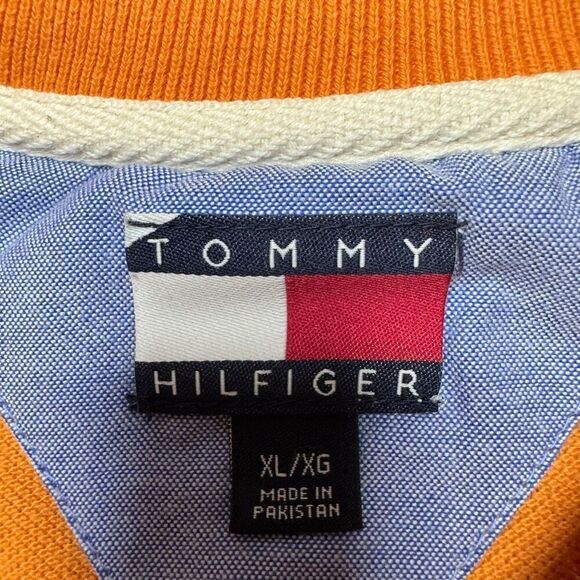 TOMMY
HILFIGER
XL/XG
MADE IN
PAKISTAN